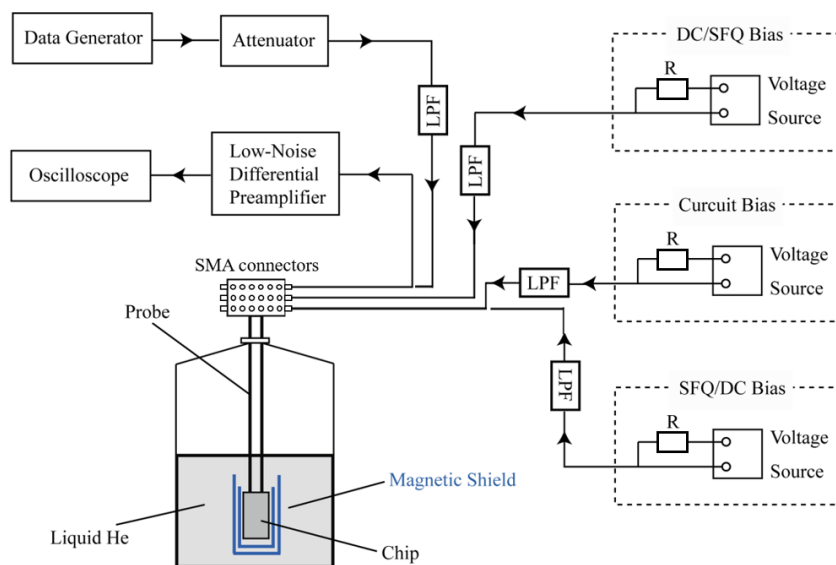 Data Generator
Attenuator
LPF
Oscilloscope
Low-Noise
Differential
Preamplifier
LPF
DC/SFQ Bias
R
Voltage
Source
SMA connectors
LPF
Curcuit Bias
R
Voltage
Source
Probe
LPF
SFQ/DC Bias
R
Voltage
Source
Magnetic Shield
Liquid He
Chip